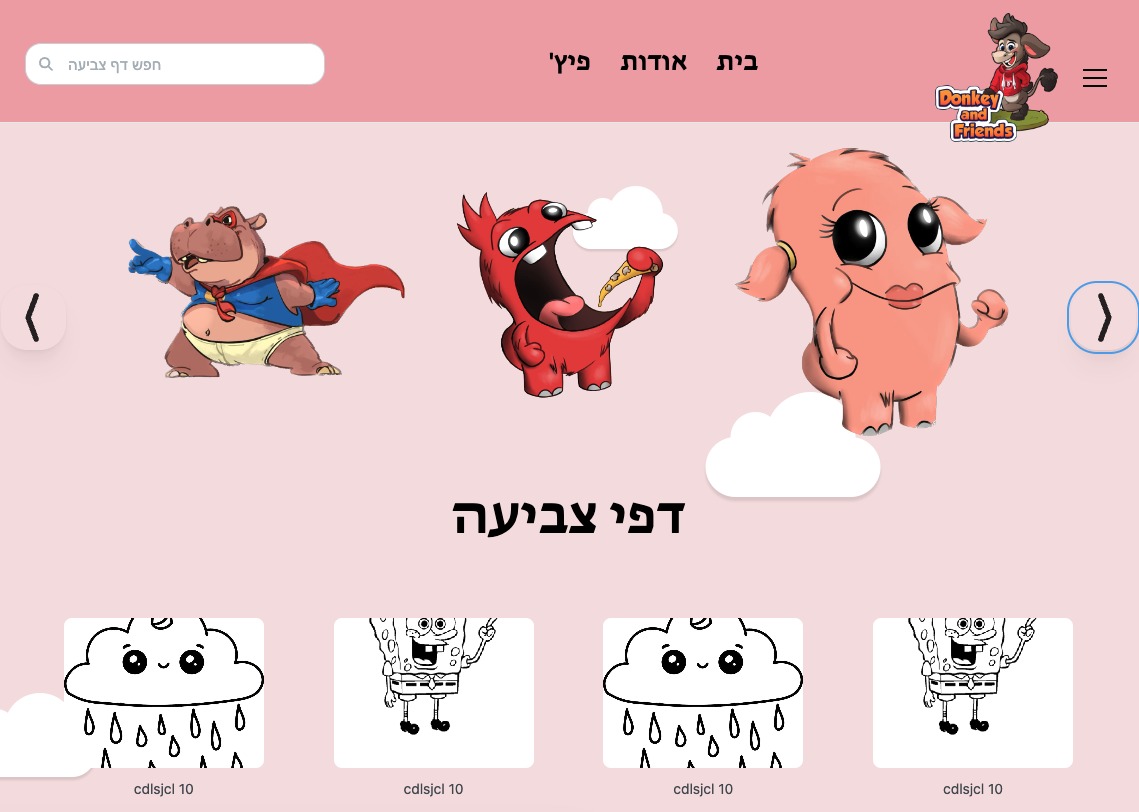 חפש דף צביעה
בית אודות פיץ'
Donkey
and
Friends
דפי צביעה
cdlsjcl 10
cdlsjcl 10
cdlsjcl 10
cdlsjcl 10